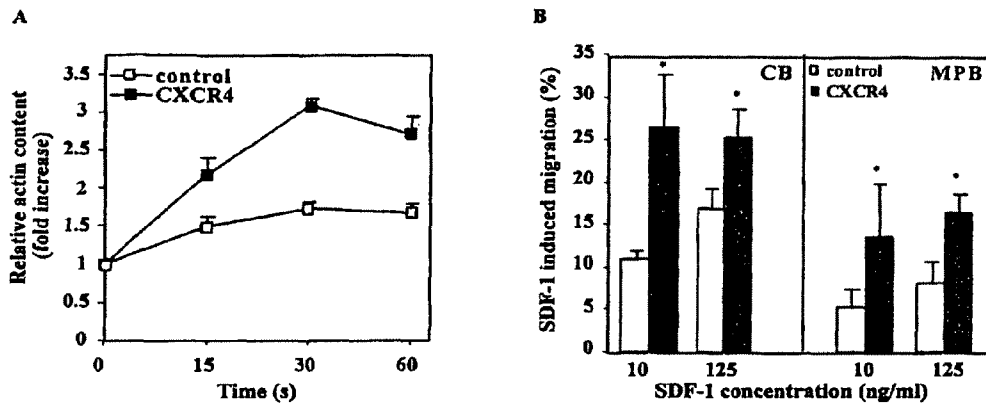 A
Relative actin content
(fold increase)
3.5
3
2.5
2
1.5
1
0.5
0
control
CXCR4
0 15 30 60
Time (s)
B
SDF-1 induced migration (%)
35
30
25
20
15
10
5
0
CB
control
CXCR4
MPB
* * * *
10 125 10 125
SDF-1 concentration (ng/ml)